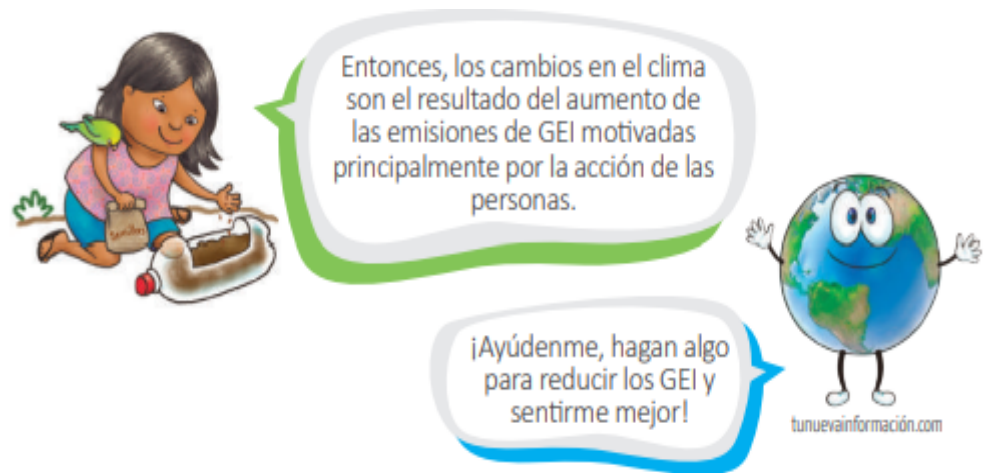 Entonces, los cambios en el clima
son el resultado del aumento de
las emisiones de GEI motivadas
principalmente por la acción de las
personas.
Semillas
¡Ayúdenme, hagan algo
para reducir los GEI y
sentirme mejor!
tunuevainformación.com